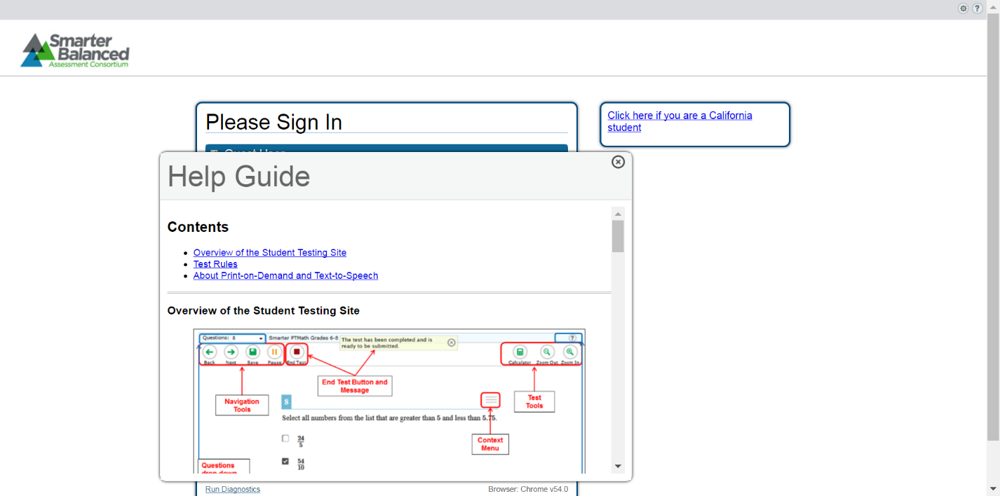 ?
Smarter
Balanced
Assessment Consortium
Please Sign In
Click here if you are a California
student
Guest User
Help Guide
Contents
Overview of the Student Testing Site
Test Rules
About Print-on-Demand and Text-to-Speech
Overview of the Student Testing Site
Questions: 8
Smarter PTMath Grades 6-8
The test has been completed and is
ready to be submitted.
?
Back
Next
Save
Pause
End Test
Calculator
Zoom Out
Zoom In
End Test Button and
Message
Navigation
Tools
8
Test
Tools
Select all numbers from the list that are greater than 5 and less than 5.75.
24
5
Context
Menu
54
10
Questions
drop down
Run Diagnostics
Browser: Chrome v54.0